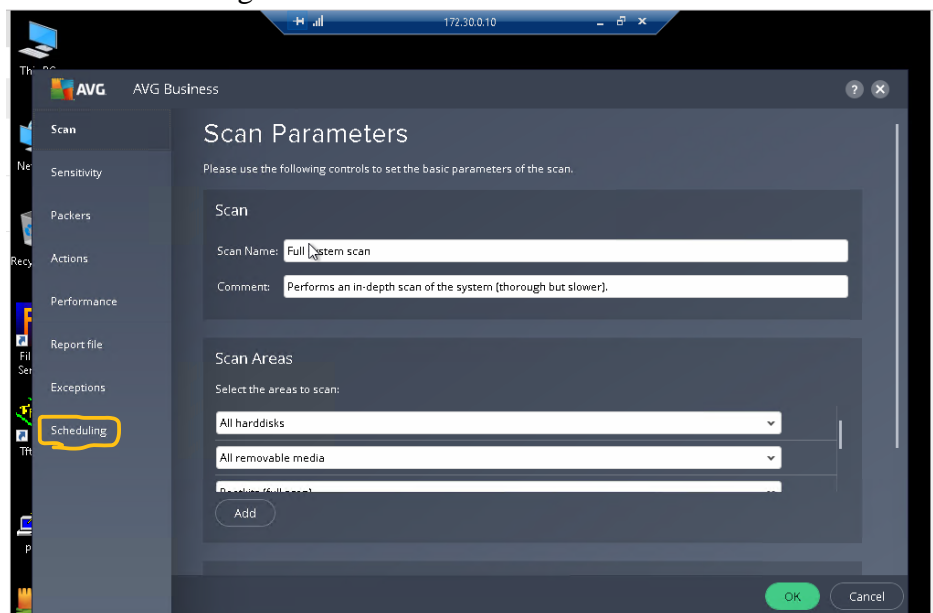 172.30.0.10
AVG AVG Business
Scan
Sensitivity
Packers
Actions
Performance
Report file
Exceptions
Scheduling
Scan Parameters
Please use the following controls to set the basic parameters of the scan.
Scan
Scan Name: Full system scan
Comment: Performs an in-depth scan of the system (thorough but slower).
Scan Areas
Select the areas to scan:
All harddisks
All removable media
Add
OK Cancel